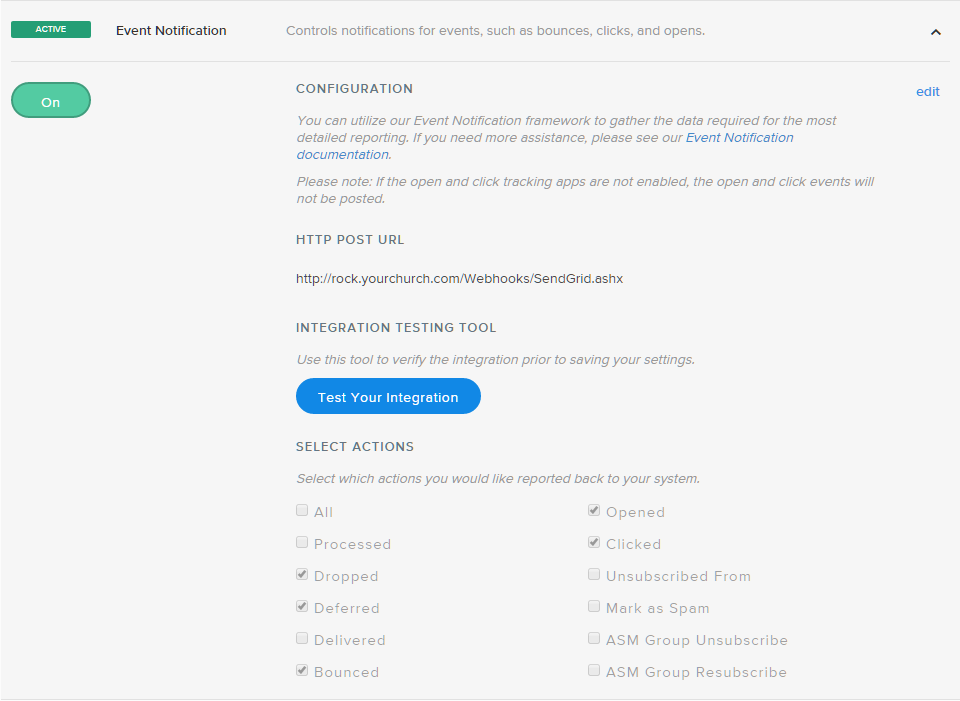 ACTIVE
Event Notification
Controls notifications for events, such as bounces, clicks, and opens.
On
CONFIGURATION
edit
You can utilize our Event Notification framework to gather the data required for the most
detailed reporting. If you need more assistance, please see our Event Notification
documentation.
Please note: If the open and click tracking apps are not enabled, the open and click events will
not be posted.
HTTP POST URL
http://rock.yourchurch.com/Webhooks/SendGrid.ashx
INTEGRATION TESTING TOOL
Use this tool to verify the integration prior to saving your settings.
Test Your Integration
SELECT ACTIONS
Select which actions you would like reported back to your system.
All
Processed
Dropped
Deferred
Delivered
Bounced
Opened
Clicked
Unsubscribed From
Mark as Spam
ASM Group Unsubscribe
ASM Group Resubscribe